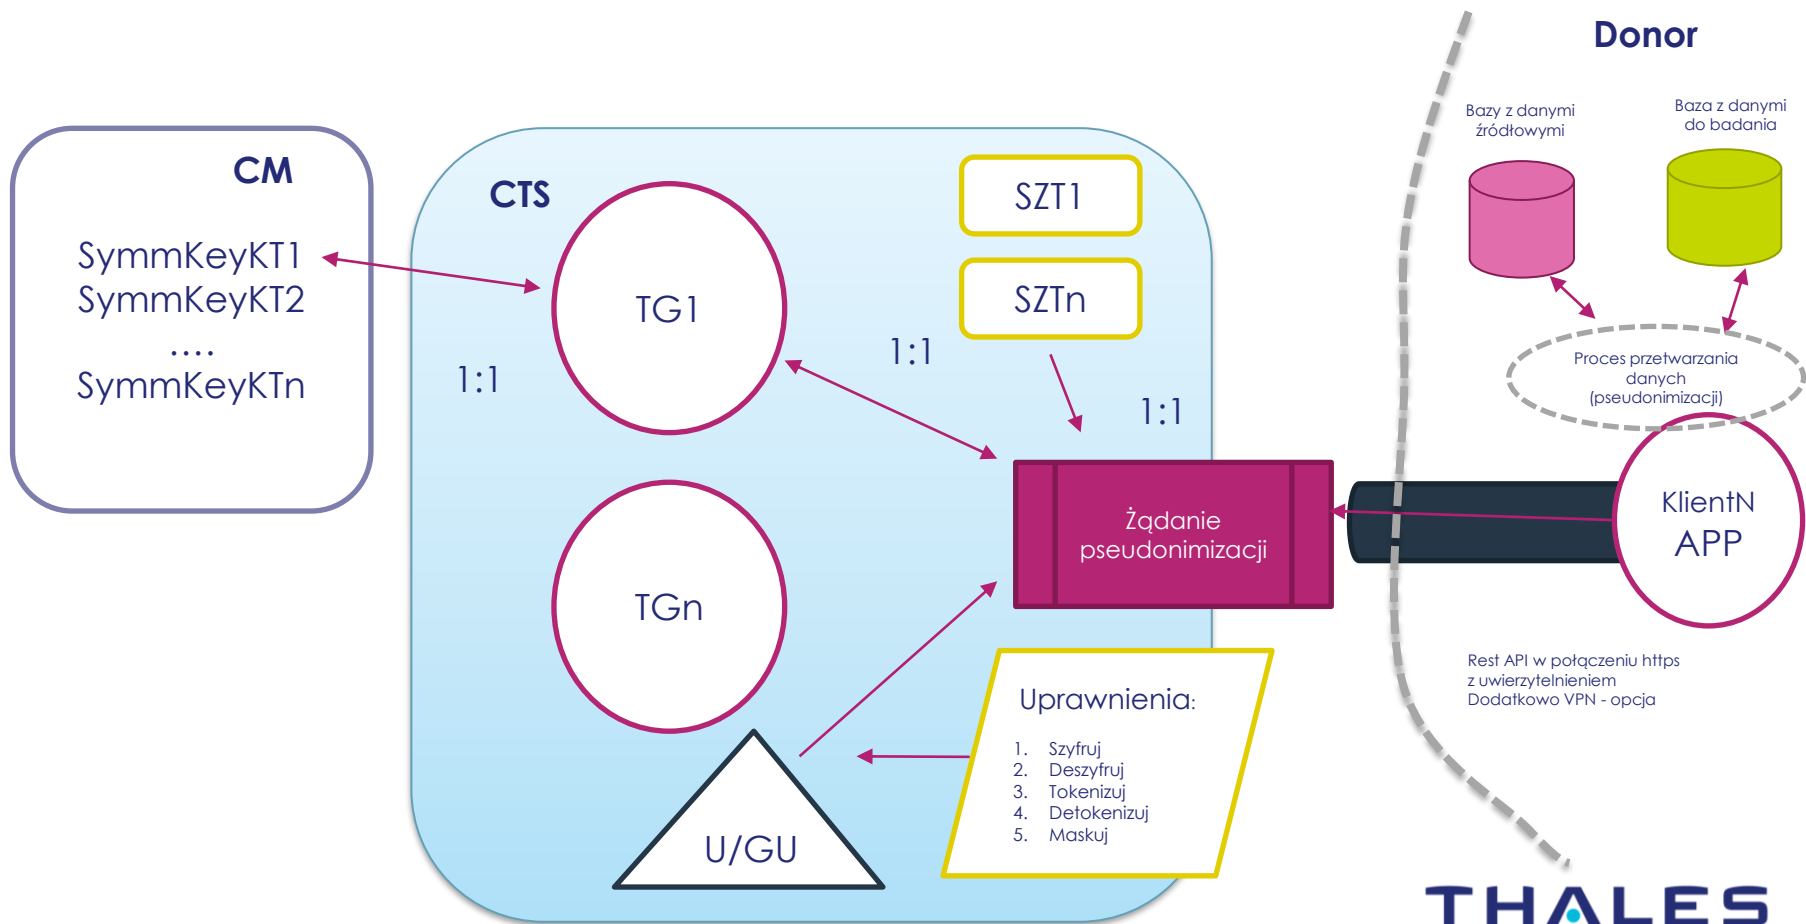 CM
SymmKeyKT1
SymmKeyKT2
....
SymmKeyKTn
CTS
1:1
TG1
TGn
U/GU
SZT1
SZTn
1:1
1:1
Żądanie
pseudonimizacji
Uprawnienia:
1. Szyfruj
2. Deszyfruj
3. Tokenizuj
4. Detokenizuj
5. Maskuj
Donor
Bazy z danymi
źródłowymi
Baza z danymi
do badania
Proces przetwarzania
danych
(pseudonimizacji)
KlientN
APP
Rest API w połączeniu https
z uwierzytelnieniem
Dodatkowo VPN - opcja
THALES